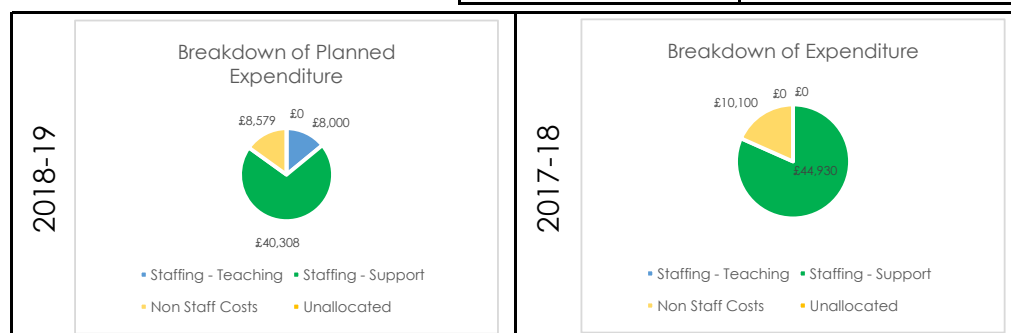 2018-19
Breakdown of Planned
Expenditure
£0
£8,579
£8,000
£40,308
Staffing - Teaching
Staffing - Support
Non Staff Costs
Unallocated
2017-18
Breakdown of Expenditure
£0
£0
£10,100
£44,930
Staffing - Teaching
Staffing - Support
Non Staff Costs
Unallocated